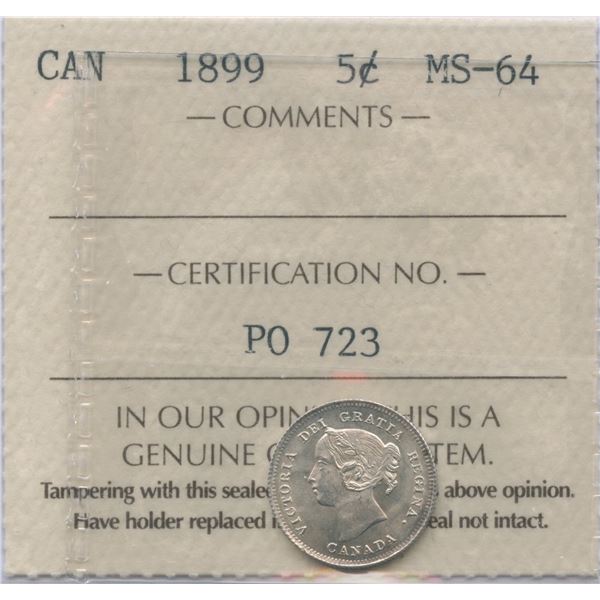 CAN 1899 5¢ MS-64
— COMMENTS —
— CERTIFICATION NO. —
PO 723
IN OUR OPIN HIS IS A
GENUINE TEM.
Tampering with this seale above opinion.
Have holder replaced i eal not intact.
VICTORIA DEI GRATIA REGINA.
CANADA